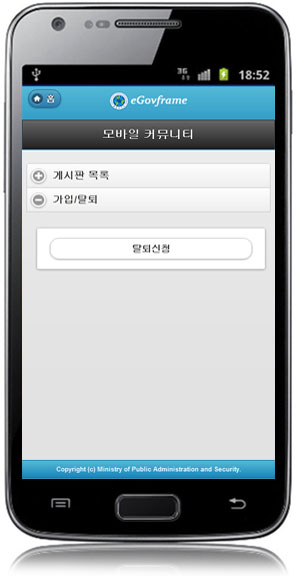 3G
18:52
홈
eGovframe
모바일 커뮤니티
게시판 목록
가입/탈퇴
탈퇴신청
Copyright (c) Ministry of Public Administration and Security.